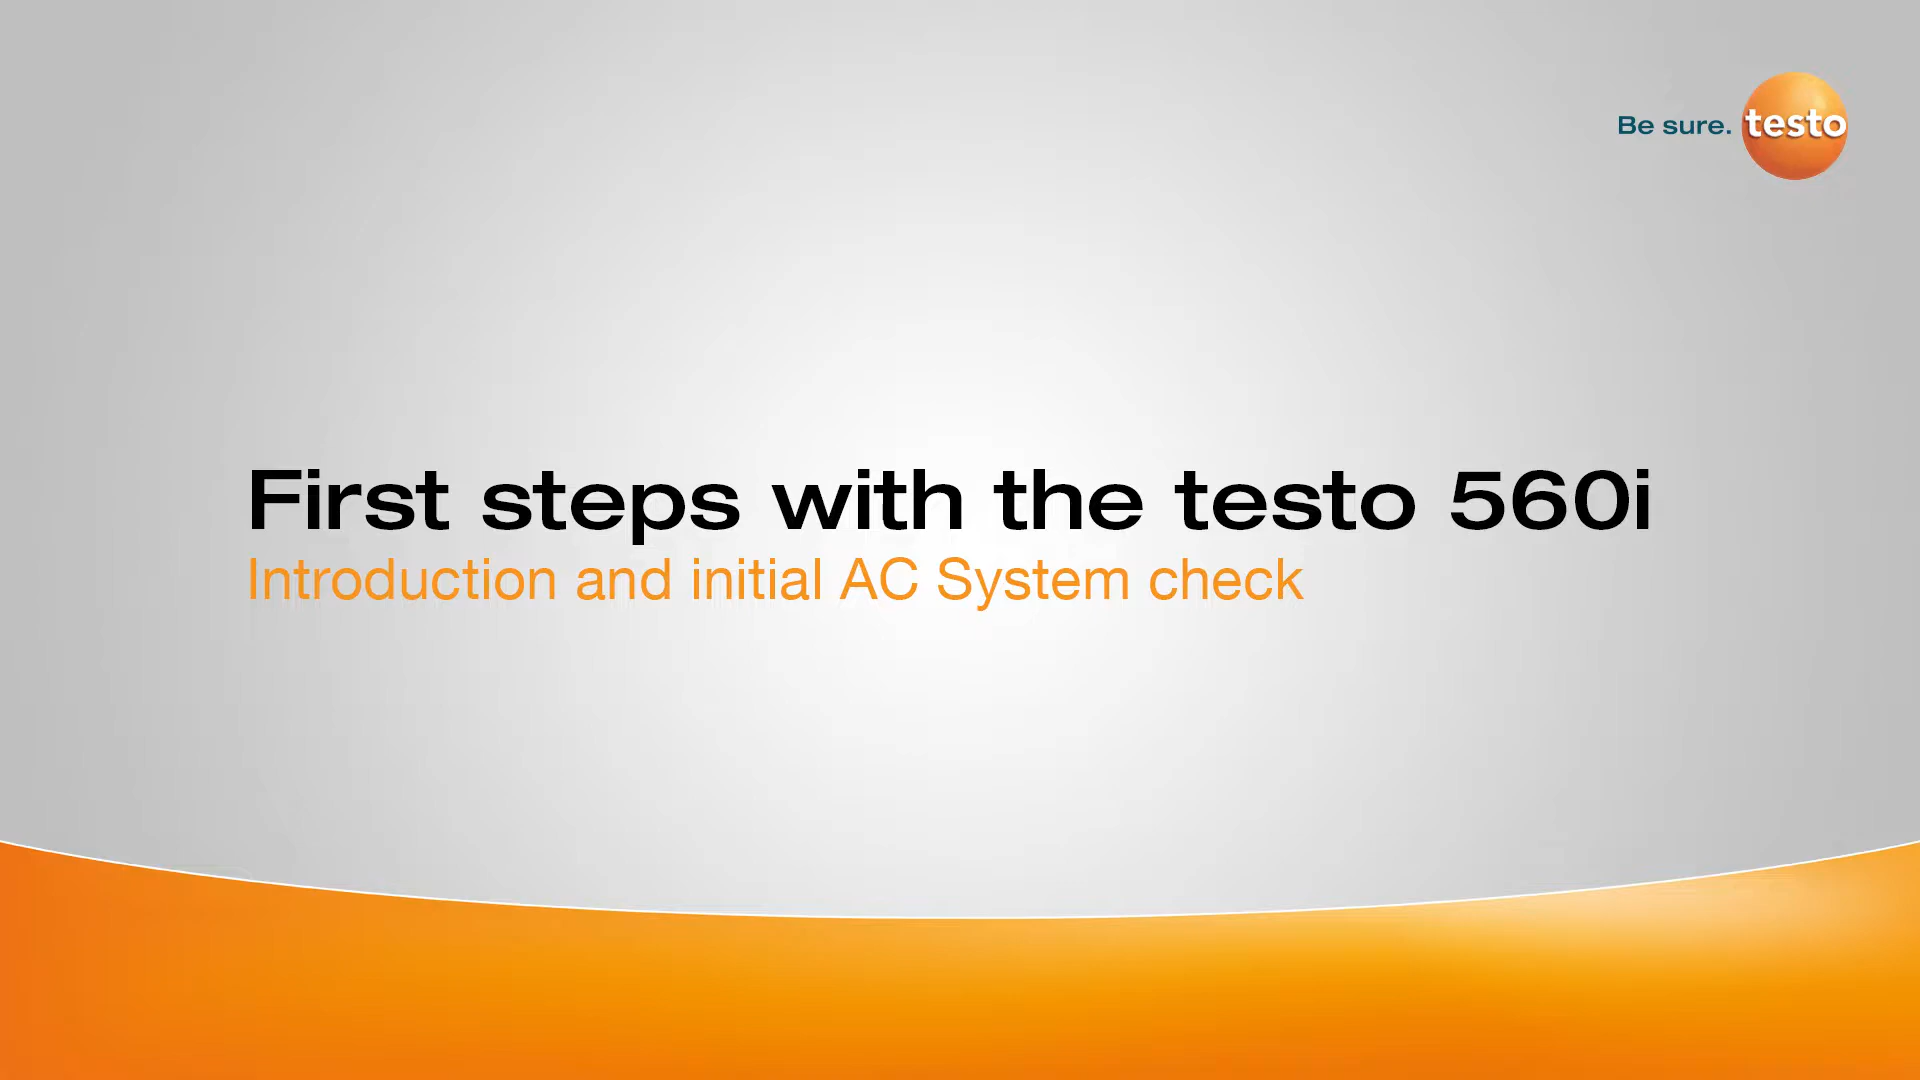 Be sure. testo
First steps with the testo 560i
Introduction and initial AC System check